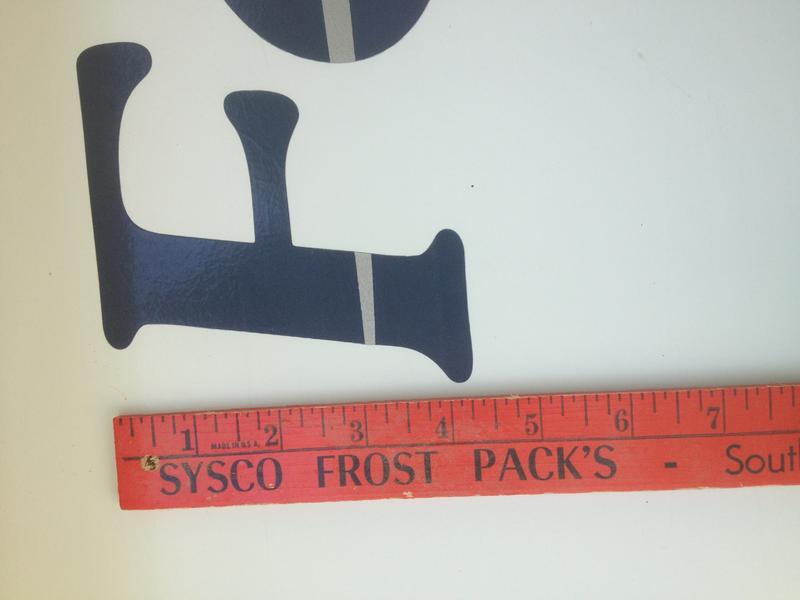 F
1 2 3 4 5 6 7
MADE IN U.S.A.
SYSCO FROST PACK'S - Sout